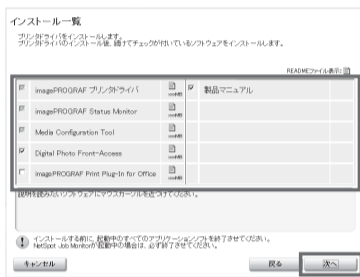 インストール一覧
プリンタドライバをインストールします。
プリンタドライバのインストール後、続けてチェックが付いているソフトウェアをインストールします。
READMEファイル表示:
imagePROGRAF プリンタドライバ
製品マニュアル
imagePROGRAF Status Monitor
Media Configuration Tool
Digital Photo Front-Access
imagePROGRAF Print Plug-In for Office
説明を読みたいソフトウェアにマウスカーソルを近づけてください。
インストールする前に、起動中のすべてのアプリケーションソフトを終了させてください。
NetSpot Job Monitorが起動中の場合は、必ず終了させてください。
キャンセル
戻る
次へ